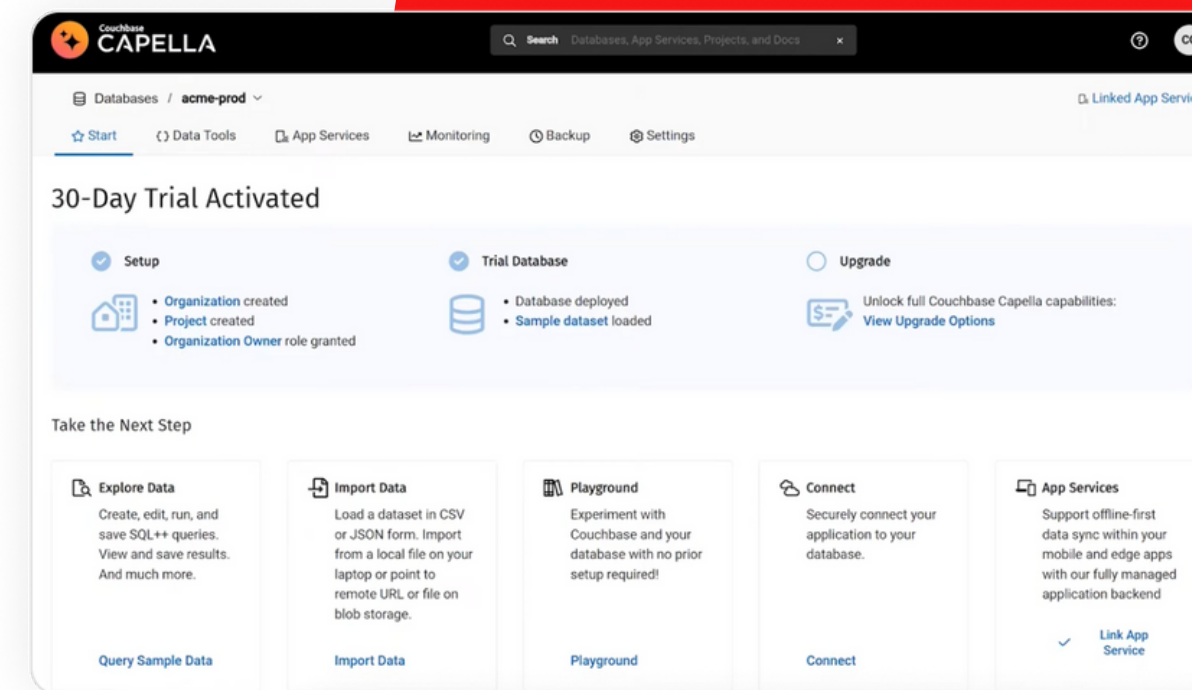 Couchbase
CAPELLA
Search Databases, App Services, Projects, and Docs ×
Databases / acme-prod
Linked App Servic
Start
{} Data Tools
App Services
Monitoring
Backup
Settings
30-Day Trial Activated
Setup
• Organization created
• Project created
• Organization Owner role granted
Trial Database
• Database deployed
• Sample dataset loaded
Upgrade
Unlock full Couchbase Capella capabilities:
View Upgrade Options
Take the Next Step
Explore Data
Create, edit, run, and
save SQL++ queries.
View and save results.
And much more.
Query Sample Data
Import Data
Load a dataset in CSV
or JSON form. Import
from a local file on your
laptop or point to
remote URL or file on
blob storage.
Import Data
Playground
Experiment with
Couchbase and your
database with no prior
setup required!
Playground
Connect
Securely connect your
application to your
database.
Connect
App Services
Support offline-first
data sync within your
mobile and edge apps
with our fully managed
application backend
Link App
Service